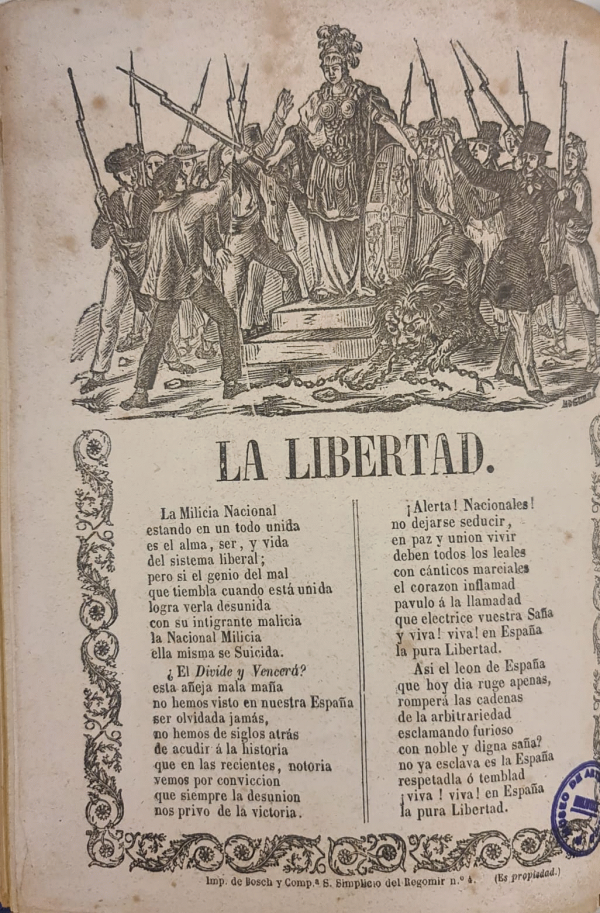 NOGUERA
LA LIBERTAD.
La Milicia Nacional
estando en un todo unida
es el alma, ser, y vida
del sistema liberal;
pero si el genio del mal
que tiembla cuando está unida
logra verla desunida
con su intigrante malicia
la Nacional Milicia
ella misma se Suicida.
¿El Divide y Vencerá?
esta añeja mala maña
no hemos visto en nuestra España
ser olvidada jamás,
no hemos de siglos atrás
de acudir á la historia
que en las recientes, notoria
vemos por conviccion
que siempre la desunion
nos privo de la victoria.
¡Alerta! Nacionales!
no dejarse seducir,
en paz y union vivir
deben todos los leales
con cánticos marciales
el corazon inflamad
pavulo á la llamadad
que electrice vuestra Saña
y viva! viva! en España
la pura Libertad.
Asi el leon de España
que hoy dia ruge apenas,
romperá las cadenas
de la arbitrariedad
esclamando furioso
con noble y digna saña?
no ya esclava es la España
respetadla ó temblad
¡viva! viva! en España
la pura Libertad.
MUSEO DE
Imp. de Bosch y Comp.ª S. Simplicio del Regomir n.º 4. (Es propiedad.)